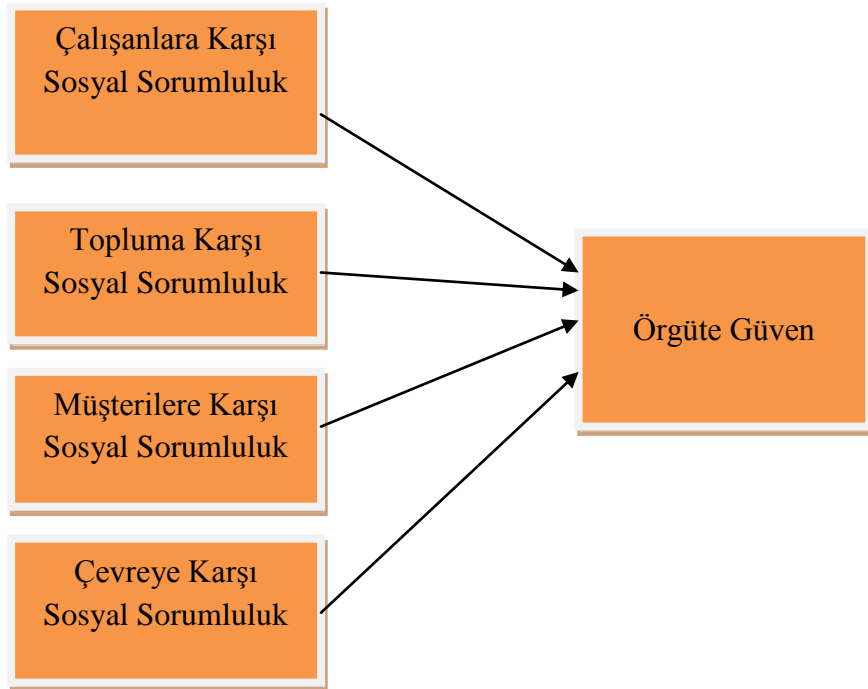 Çalışanlara Karşı
Sosyal Sorumluluk
Topluma Karşı
Sosyal Sorumluluk
Örgüte Güven
Müşterilere Karşı
Sosyal Sorumluluk
Çevreye Karşı
Sosyal Sorumluluk